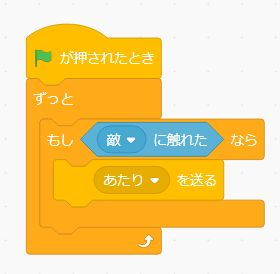 が押されたとき
ずっと
もし 敵 に触れた なら
あたり を送る